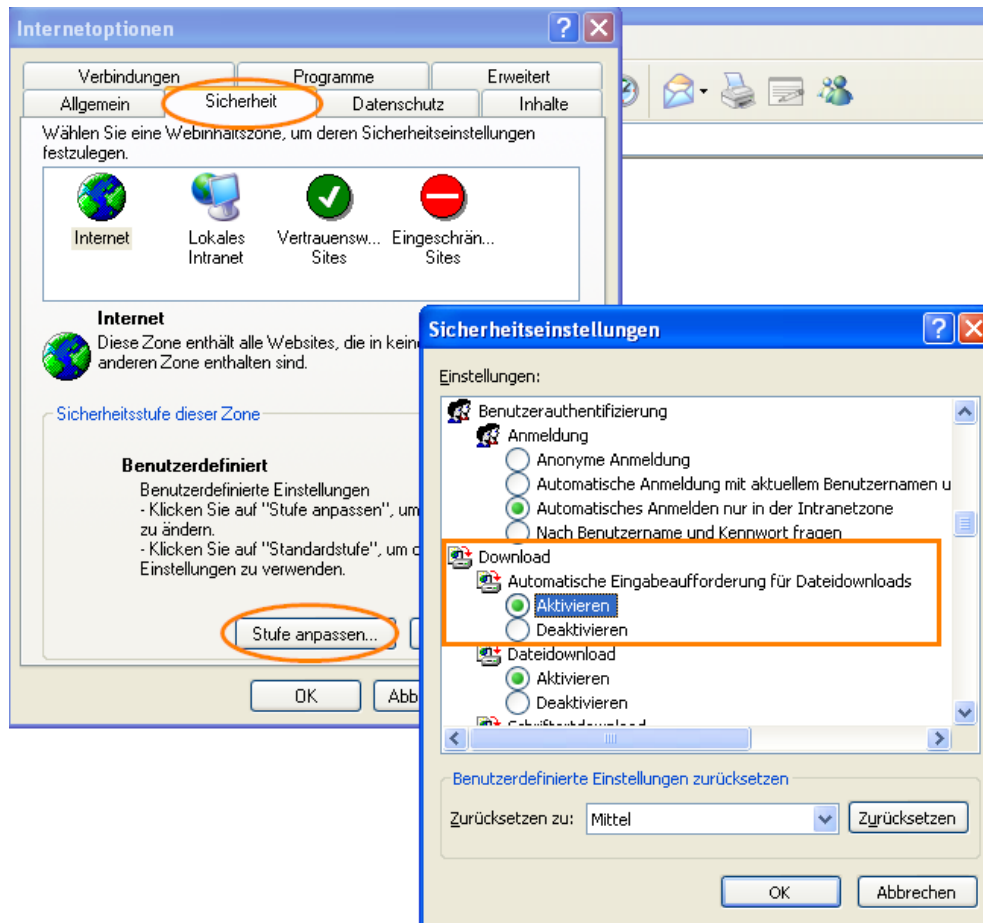 Internetoptionen
Verbindungen Programme Erweitert
Allgemein Sicherheit Datenschutz Inhalte
Wählen Sie eine Webinhaltszone, um deren Sicherheitseinstellungen
festzulegen.
Internet Lokales Vertrauensw... Eingeschrän...
Intranet Sites Sites
Internet
Diese Zone enthält alle Websites, die in kein
anderen Zone enthalten sind.
Sicherheitsstufe dieser Zone
Benutzerdefiniert
Benutzerdefinierte Einstellungen
- Klicken Sie auf "Stufe anpassen", um
zu ändern.
- Klicken Sie auf "Standardstufe", um d
Einstellungen zu verwenden.
Stufe anpassen...
OK Abb
Sicherheitseinstellungen
Einstellungen:
Benutzerauthentifizierung
Anmeldung
Anonyme Anmeldung
Automatische Anmeldung mit aktuellem Benutzernamen u
Automatisches Anmelden nur in der Intranetzone
Nach Benutzername und Kennwort fragen
Download
Automatische Eingabeaufforderung für Dateidownloads
Aktivieren
Deaktivieren
Dateidownload
Aktivieren
Deaktivieren
Schriftartdownload
Benutzerdefinierte Einstellungen zurücksetzen
Zurücksetzen zu: Mittel Zurücksetzen
OK Abbrechen